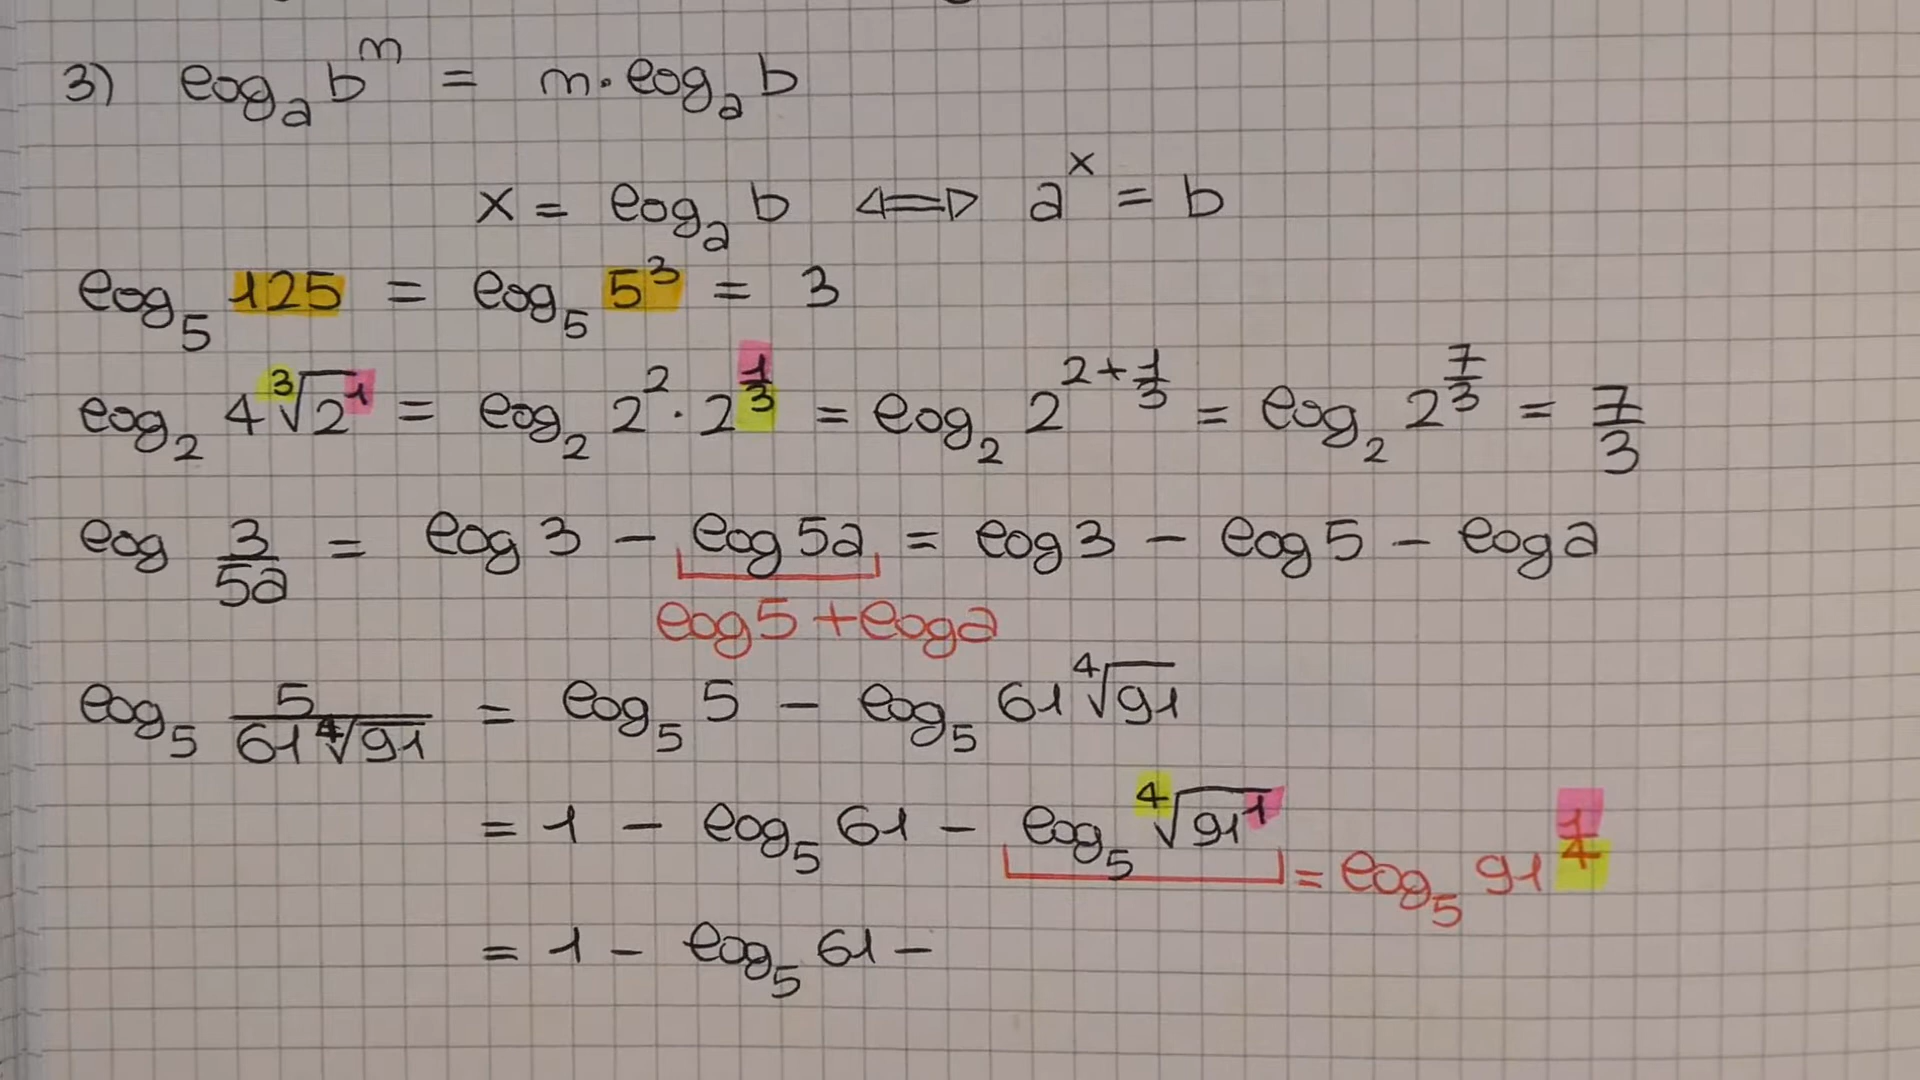 3) log_a b^m = m·log_a b
x = log_a b ⇔ a^x = b
log_5 125 = log_5 5^3 = 3
log_2 4∛(2^1) = log_2 2^2 · 2^(1/3) = log_2 2^(2+1/3) = log_2 2^(7/3) = 7/3
log 3/(5a) = log 3 − log 5a = log 3 − log 5 − log a
log 5 + log a
log_5 5/(61∜91) = log_5 5 − log_5 61∜91
= 1 − log_5 61 − log_5 ∜(91^1) = log_5 91^(1/4)
= 1 − log_5 61 −